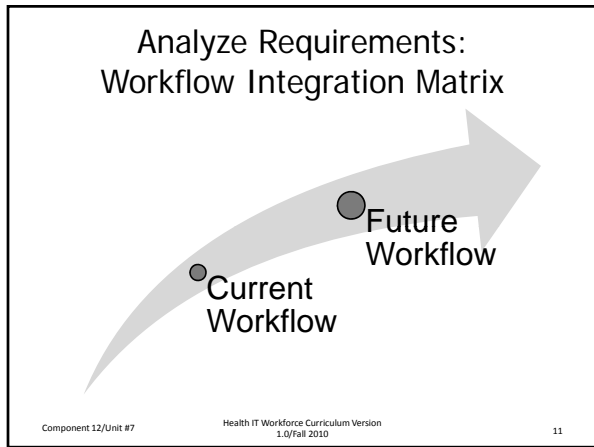 Analyze Requirements:
Workflow Integration Matrix
Future
Workflow
Current
Workflow
Component 12/Unit #7
Health IT Workforce Curriculum Version
1.0/Fall 2010
11